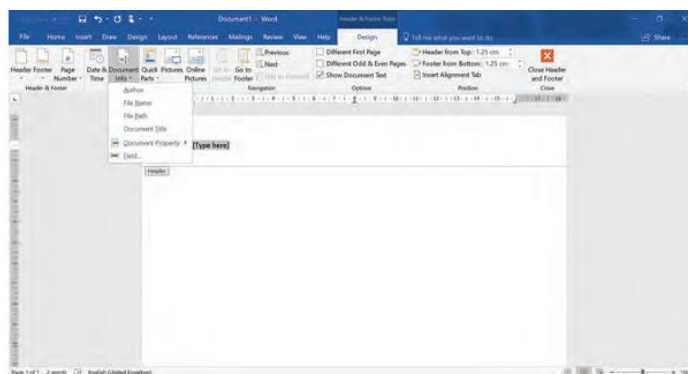 Document1 - Word
Header & Footer Tools
File Home Insert Draw Design Layout References Mailings Review View Help Design Tell me what you want to do
Share
Header Footer Page Number
Date & Time Document Info Quick Parts Pictures Online Pictures
Go to Header Go to Footer
Previous
Next
Different First Page
Different Odd & Even Pages
Show Document Text
Header from Top: 1.25 cm
Footer from Bottom: 1.25 cm
Insert Alignment Tab
Close Header and Footer
Header & Footer Navigation Options Position Close
Author
File Name
File Path
Document Title
Document Property
Field...
[Type here]
Header
Page 1 of 1 2 words English (United Kingdom)